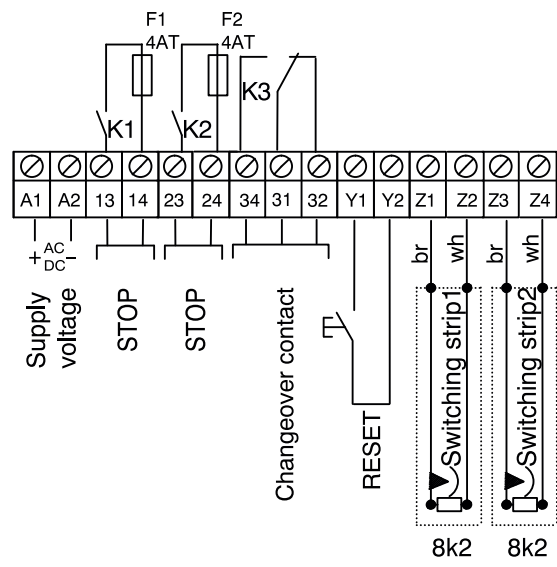 F1
4AT
F2
4AT
K1
K2
K3
A1 A2 13 14 23 24 34 31 32 Y1 Y2 Z1 Z2 Z3 Z4
+ AC DC −
br
wh
br
wh
Supply
voltage
STOP
STOP
Changeover contact
RESET
Switching strip1
Switching strip2
8k2
8k2